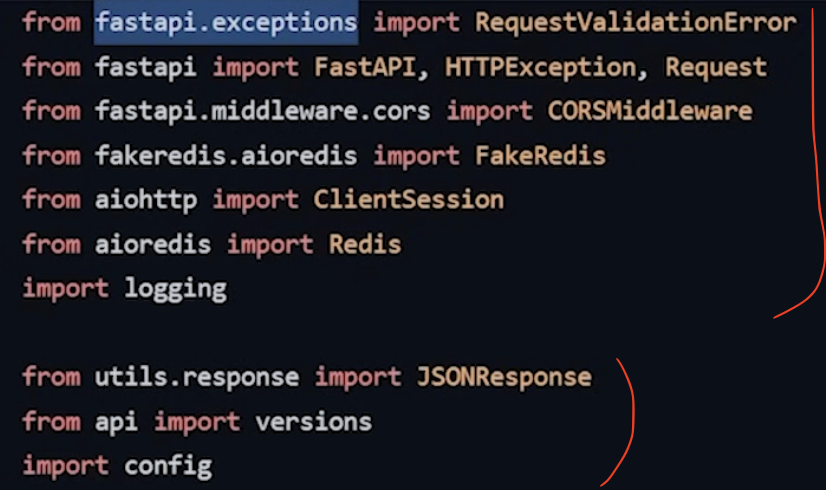 from fastapi.exceptions import RequestValidationError
from fastapi import FastAPI, HTTPException, Request
from fastapi.middleware.cors import CORSMiddleware
from fakeredis.aioredis import FakeRedis
from aiohttp import ClientSession
from aioredis import Redis
import logging
from utils.response import JSONResponse
from api import versions
import config